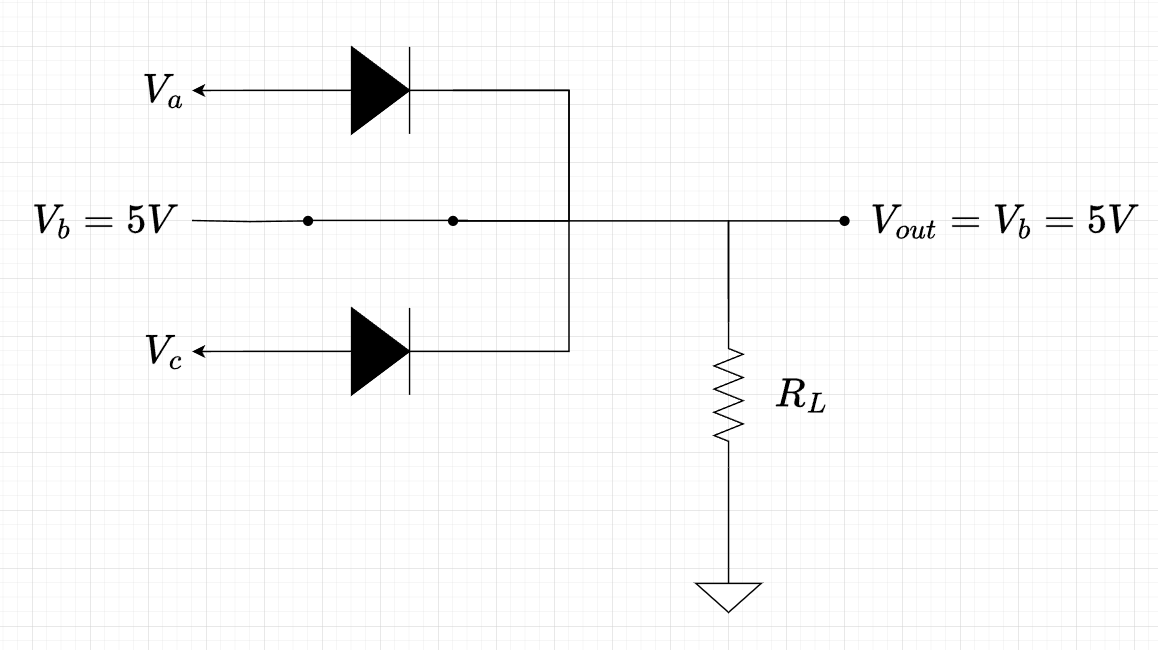 V_a
V_b = 5V
V_out = V_b = 5V
V_c
R_L